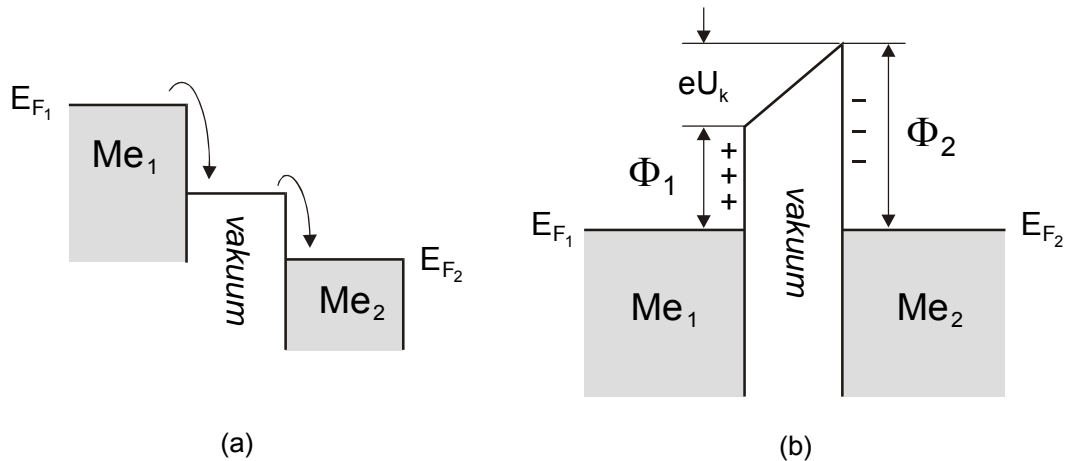 E_F₁
Me₁
vakuum
E_F₂
Me₂
(a)
eU_k
Φ₁
+
+
+
−
−
−
Φ₂
E_F₁
Me₁
vakuum
E_F₂
Me₂
(b)